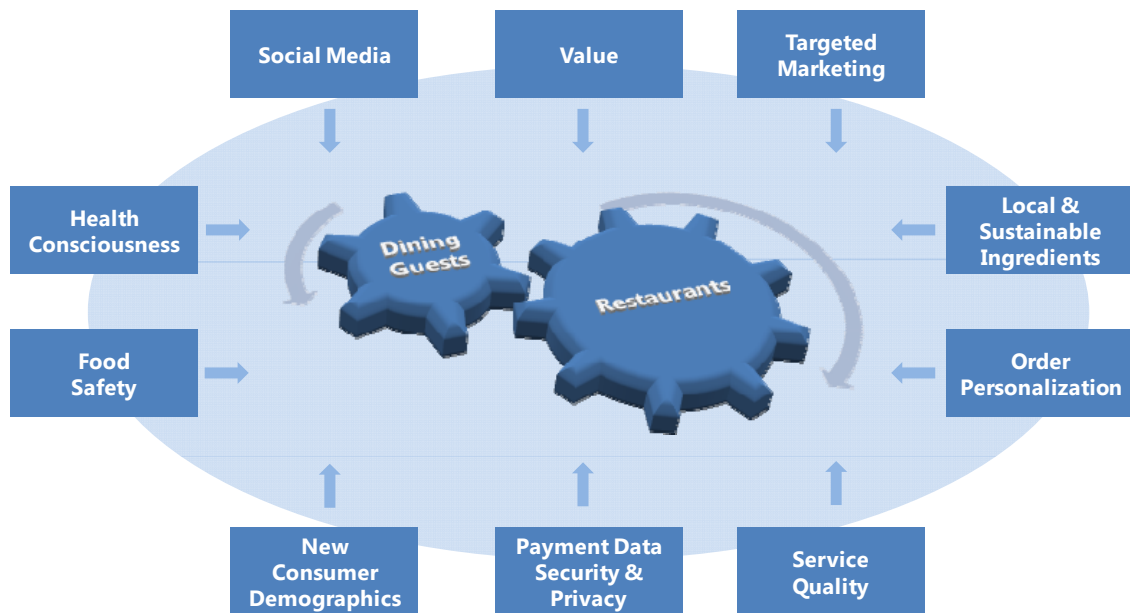 Social Media
Value
Targeted
Marketing
Health
Consciousness
Dining
Guests
Restaurants
Local &
Sustainable
Ingredients
Food
Safety
Order
Personalization
New
Consumer
Demographics
Payment Data
Security &
Privacy
Service
Quality